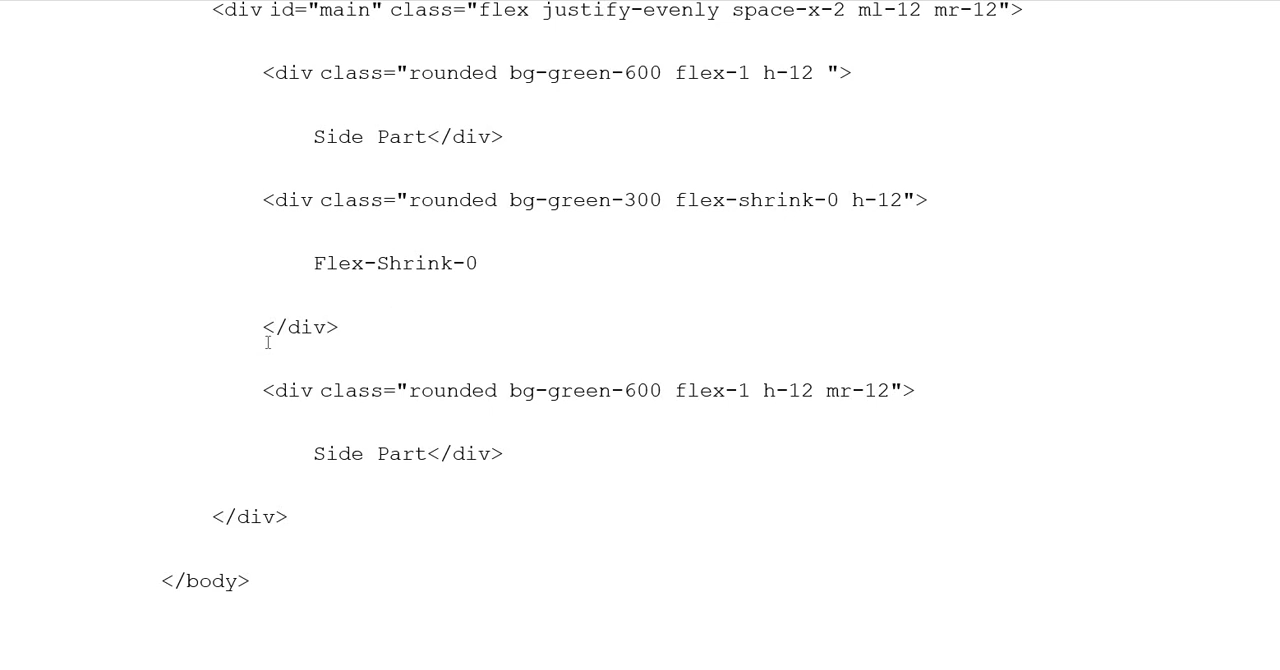 <div id="main" class="flex justify-evenly space-x-2 ml-12 mr-12">
<div class="rounded bg-green-600 flex-1 h-12 ">
Side Part</div>
<div class="rounded bg-green-300 flex-shrink-0 h-12">
Flex-Shrink-0
</div>
<div class="rounded bg-green-600 flex-1 h-12 mr-12">
Side Part</div>
</div>
</body>